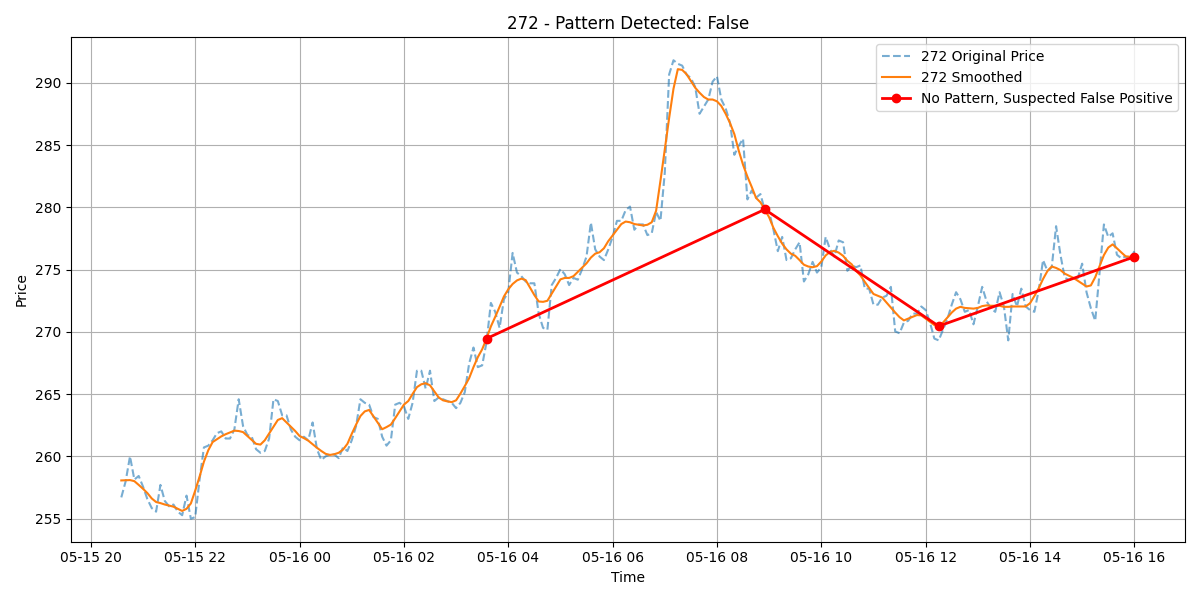 272 - Pattern Detected: False
272 Original Price
272 Smoothed
No Pattern, Suspected False Positive
Price
290
285
280
275
270
265
260
255
05-15 20 05-15 22 05-16 00 05-16 02 05-16 04 05-16 06 05-16 08 05-16 10 05-16 12 05-16 14 05-16 16
Time